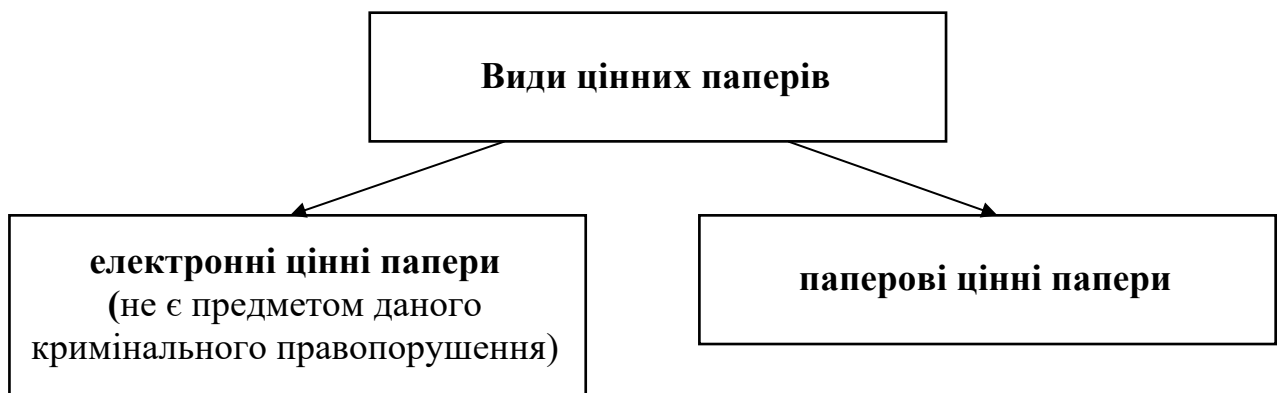 Види цінних паперів
електронні цінні папери
(не є предметом даного
кримінального правопорушення)
паперові цінні папери